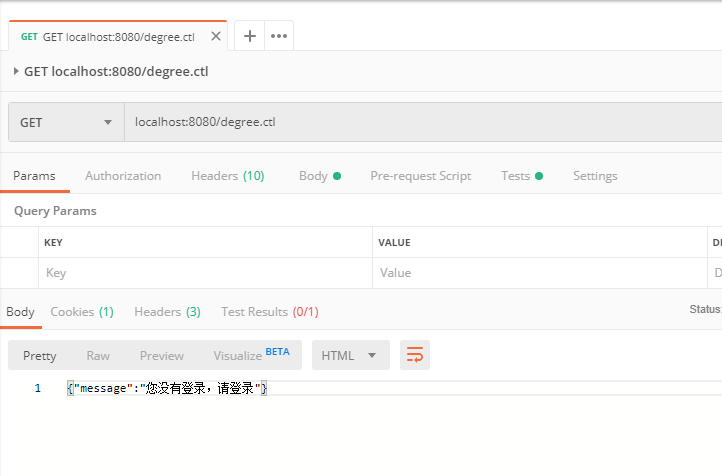 GET GET localhost:8080/degree.ctl
GET localhost:8080/degree.ctl
GET localhost:8080/degree.ctl
Params Authorization Headers (10) Body Pre-request Script Tests Settings
Query Params
KEY VALUE
Key Value D
Body Cookies (1) Headers (3) Test Results (0/1) Status:
Pretty Raw Preview Visualize BETA HTML
1 {"message":"您没有登录，请登录"}